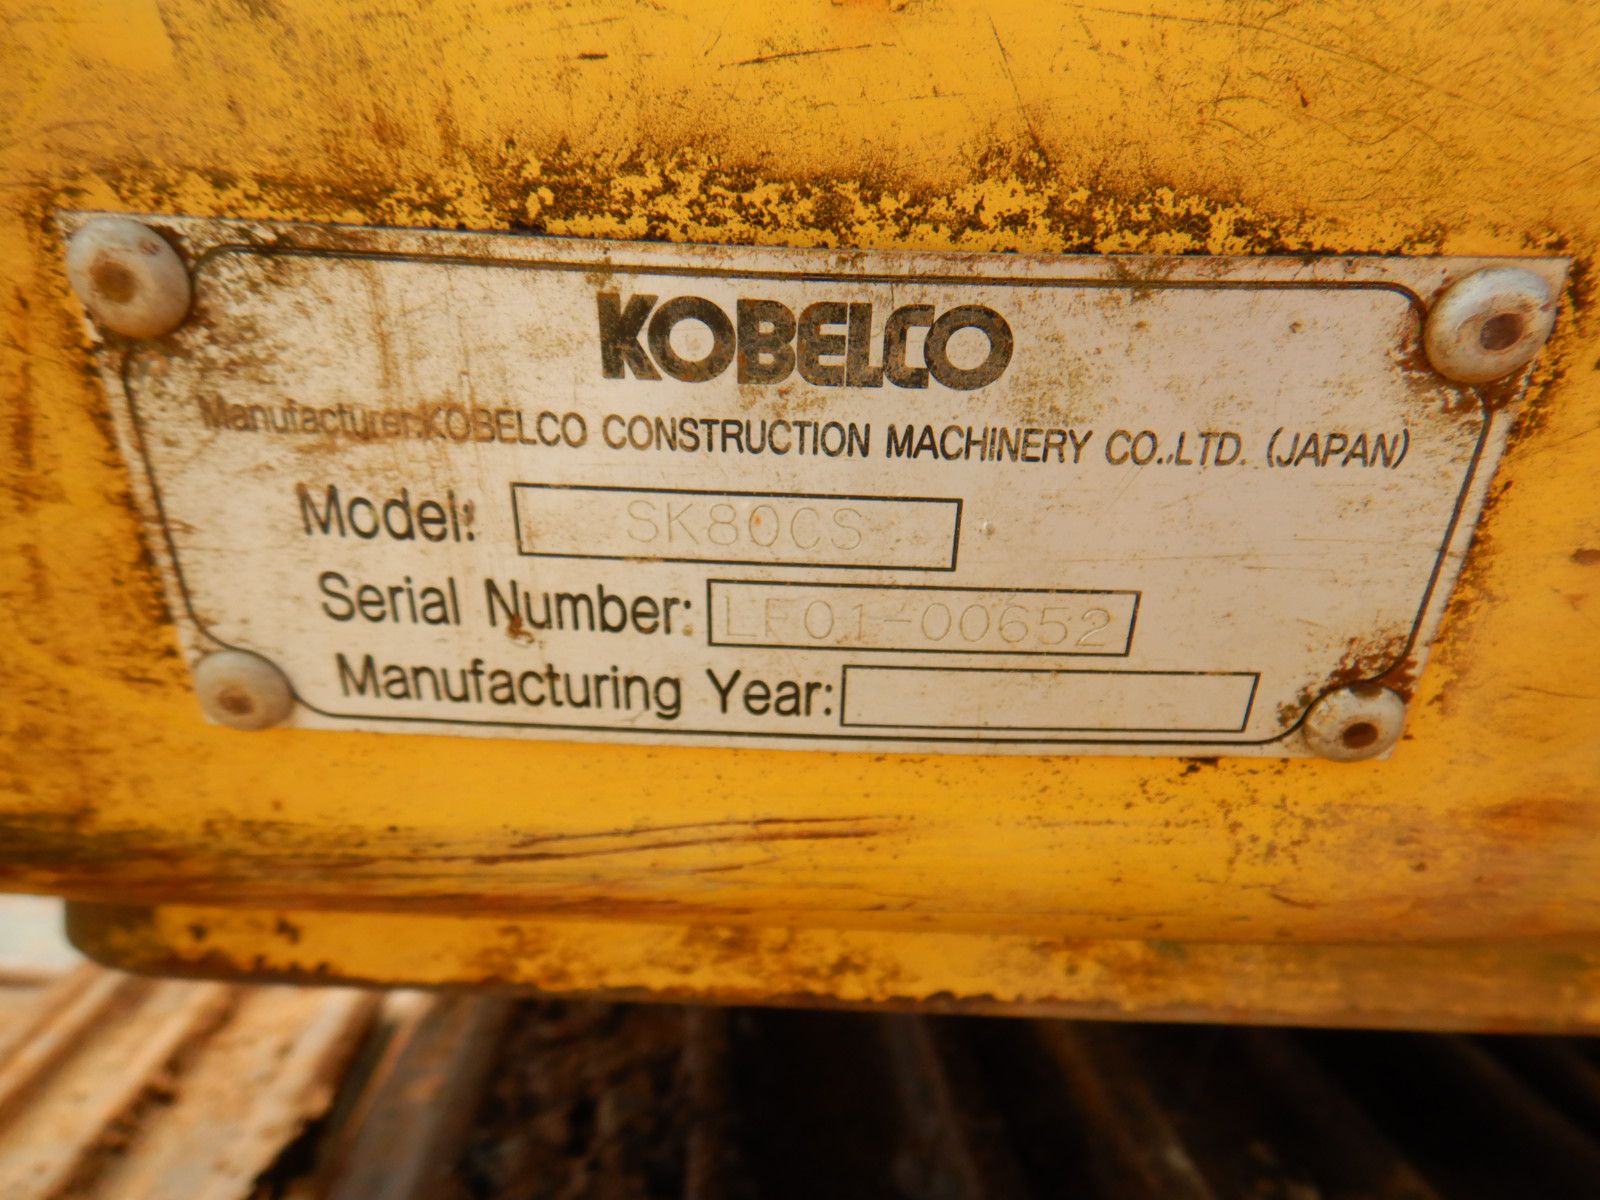 KOBELCO
Manufacturer:KOBELCO CONSTRUCTION MACHINERY CO.,LTD. (JAPAN)
Model: SK80CS
Serial Number: LF01-00652
Manufacturing Year: